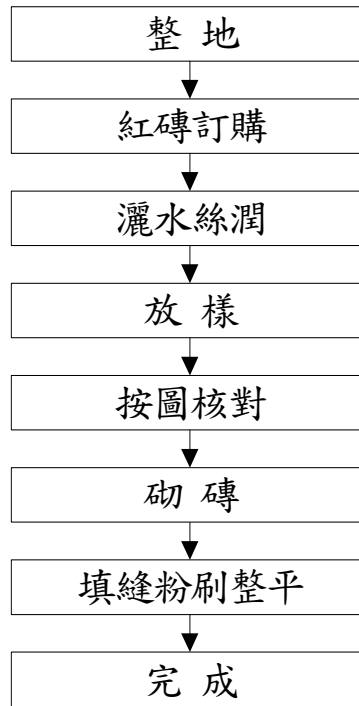 整 地
紅磚訂購
灑水絲潤
放 樣
按圖核對
砌 磚
填縫粉刷整平
完 成